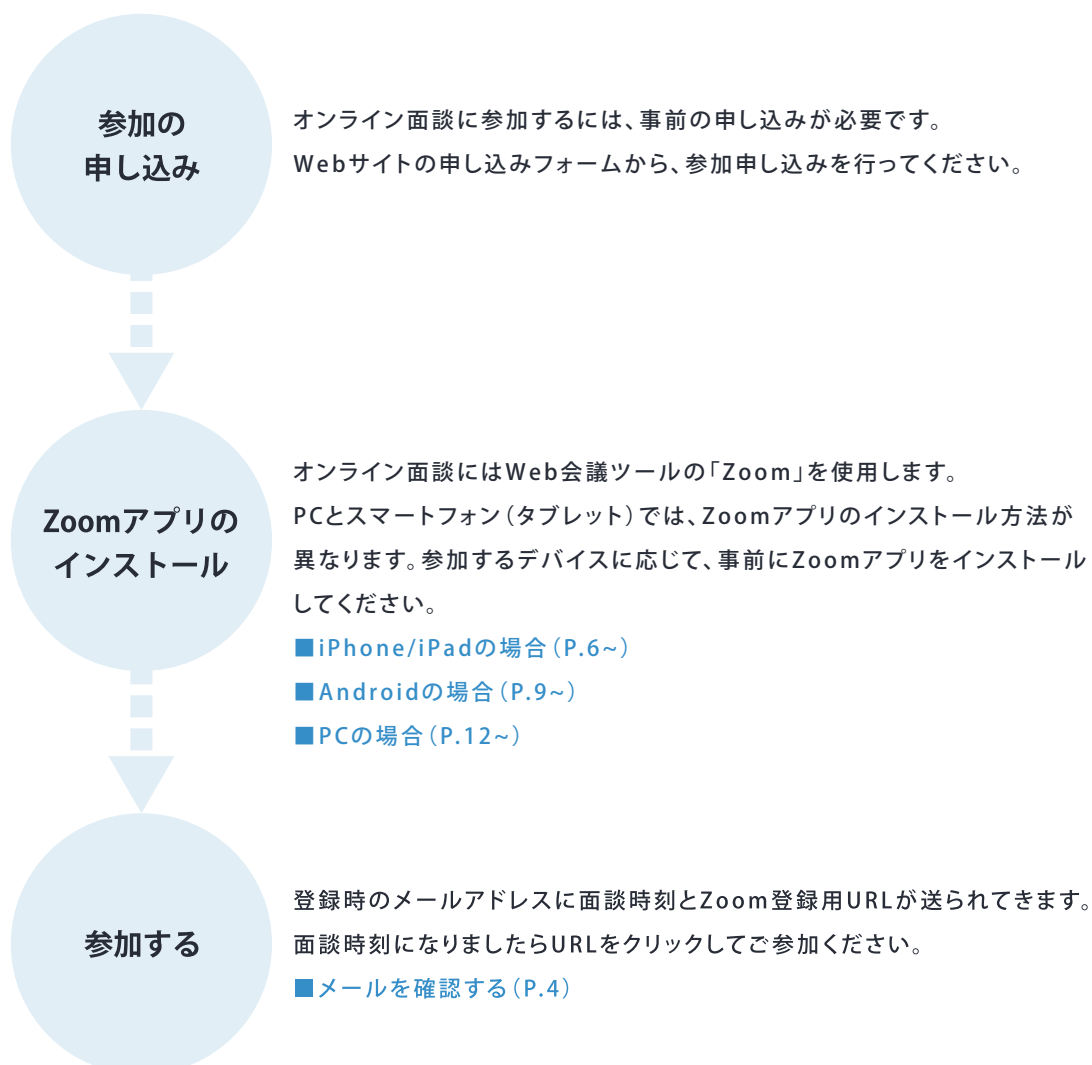 参加の
申し込み
オンライン面談に参加するには、事前の申し込みが必要です。
Webサイトの申し込みフォームから、参加申し込みを行ってください。
Zoomアプリの
インストール
オンライン面談にはWeb会議ツールの「Zoom」を使用します。
PCとスマートフォン（タブレット）では、Zoomアプリのインストール方法が
異なります。参加するデバイスに応じて、事前にZoomアプリをインストール
してください。
■iPhone/iPadの場合（P.6~）
■Androidの場合（P.9~）
■PCの場合（P.12~）
参加する
登録時のメールアドレスに面談時刻とZoom登録用URLが送られてきます。
面談時刻になりましたらURLをクリックしてご参加ください。
■メールを確認する（P.4）